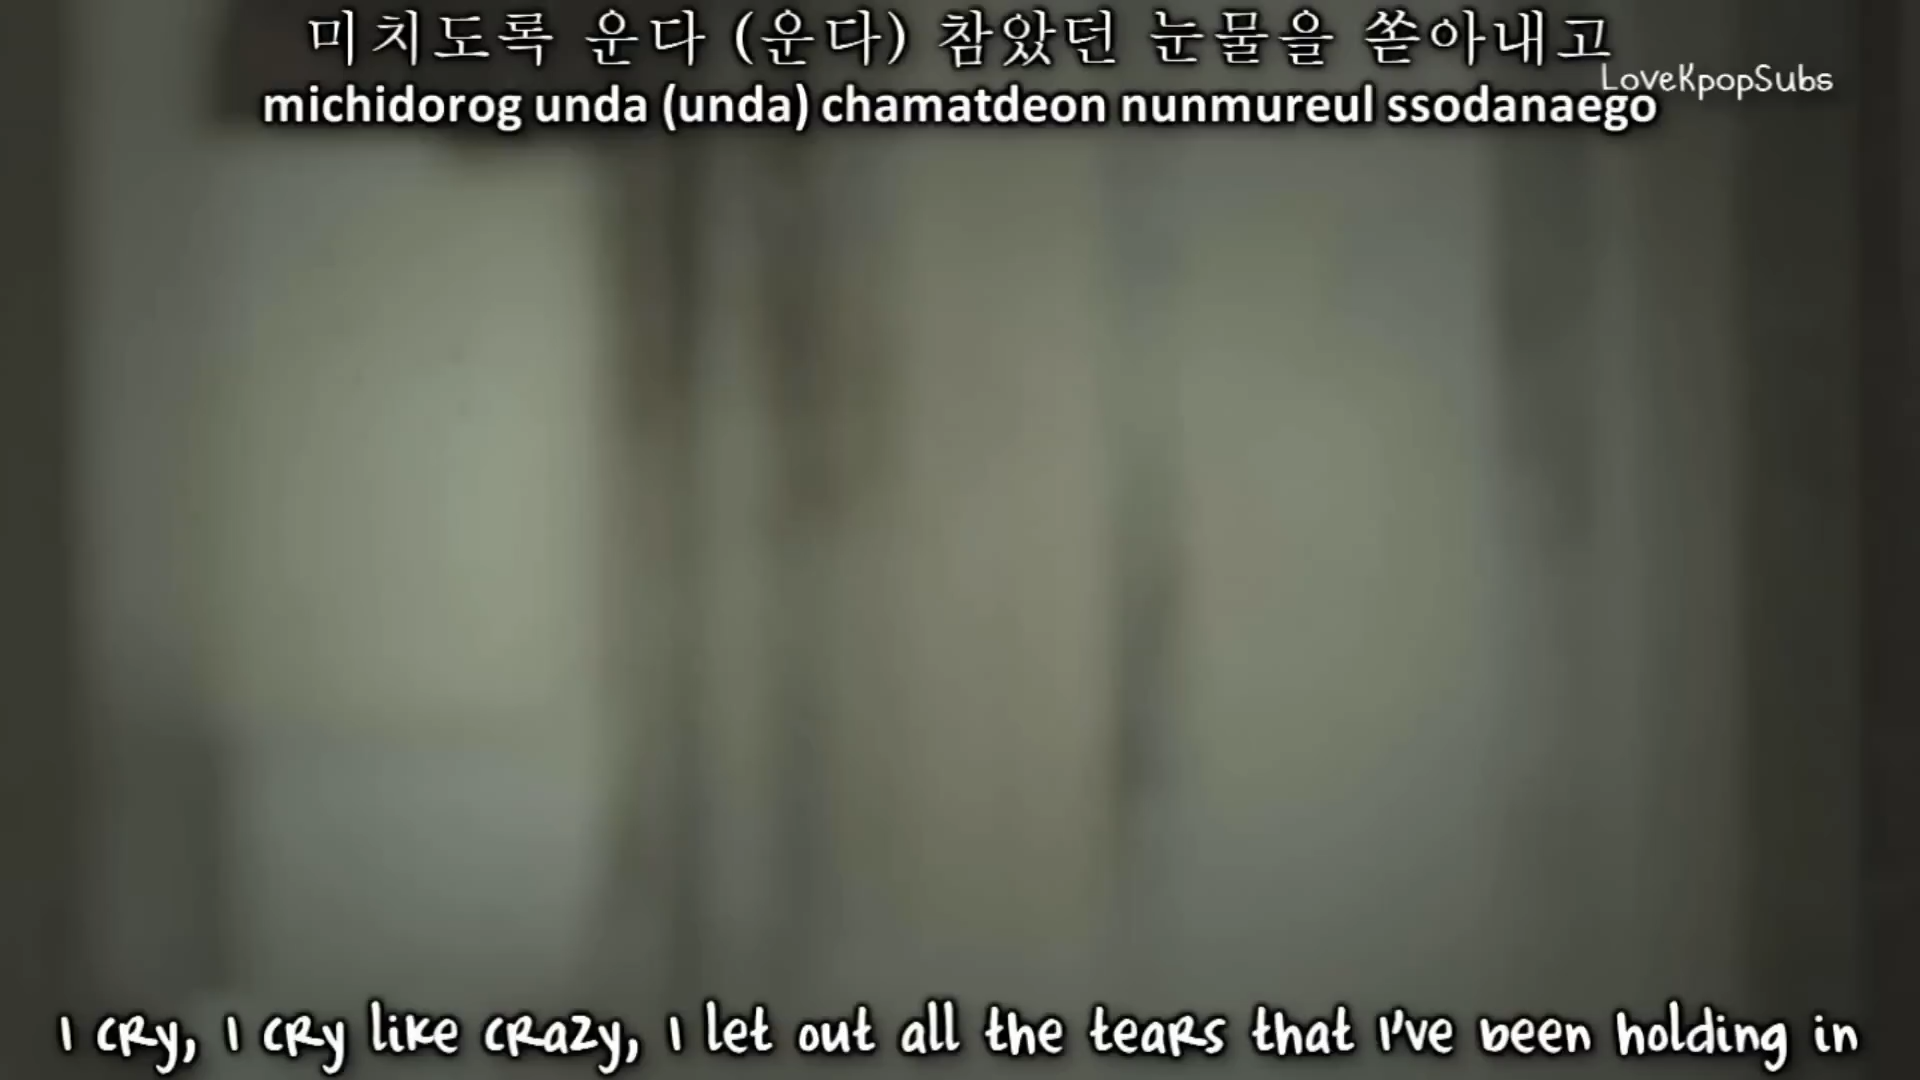 미치도록 운다 (운다) 참았던 눈물을 쏟아내고
LoveKpopSubs
michidorog unda (unda) chamatdeon nunmureul ssodanaego
I cry, I cry like crazy, I let out all the tears that I've been holding in